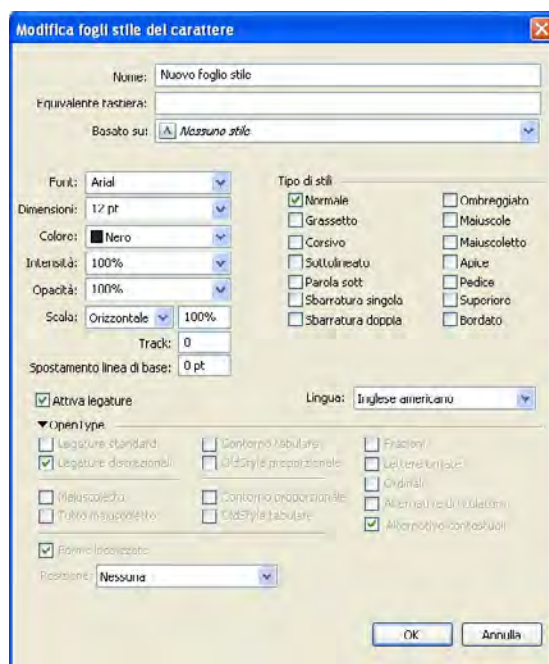 Modifica fogli stile del carattere
Nome: Nuovo foglio stile
Equivalente tastiera:
Basato su: A Nessuno stile
Font: Arial
Dimensioni: 12 pt
Colore: Nero
Intensità: 100%
Opacità: 100%
Scala: Orizzontale 100%
Track: 0
Spostamento linea di base: 0 pt
Tipo di stili
Normale
Grassetto
Corsivo
Sottolineato
Parola sott
Sbarratura singola
Sbarratura doppia
Ombreggiato
Maiuscole
Maiuscoletto
Apice
Pedice
Superiore
Bordato
Attiva legature
Lingua: Inglese americano
OpenType
Legature standard
Legature discrezionali
Maiuscoletto
Tutto maiuscoletto
Contorno tabulare
OldStyle proporzionale
Contorno proporzionale
OldStyle tabulare
Frazioni
Lettere ornate
Ordinali
Alternative di titolatura
Alternative contestuali
Forme localizzate
Posizione: Nessuna
OK Annulla